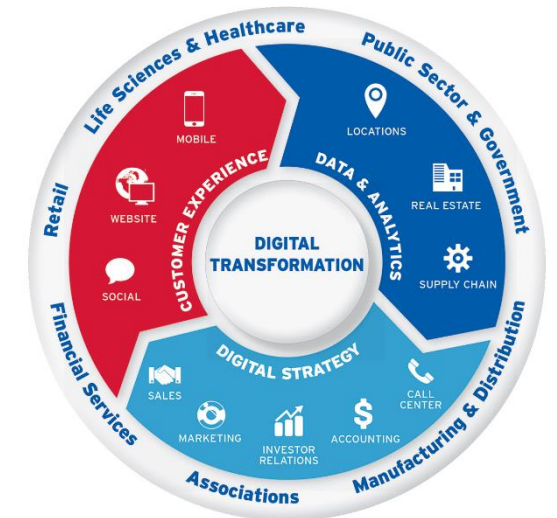 Life Sciences & Healthcare
Public Sector & Government
Manufacturing & Distribution
Associations
Financial Services
Retail
CUSTOMER EXPERIENCE
MOBILE
WEBSITE
SOCIAL
DATA & ANALYTICS
LOCATIONS
REAL ESTATE
SUPPLY CHAIN
DIGITAL
TRANSFORMATION
DIGITAL STRATEGY
SALES
MARKETING
INVESTOR
RELATIONS
ACCOUNTING
CALL
CENTER